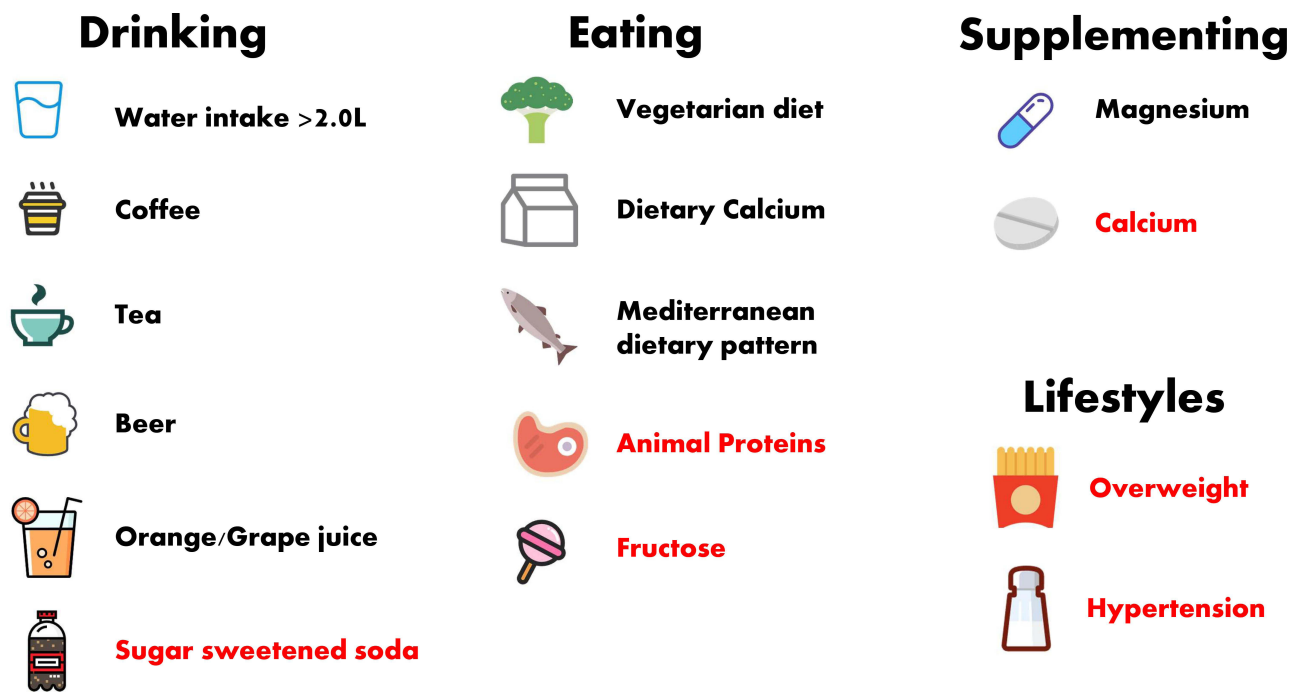 Drinking
Water intake >2.0L
Coffee
Tea
Beer
Orange/Grape juice
Sugar sweetened soda
Eating
Vegetarian diet
Dietary Calcium
Mediterranean
dietary pattern
Animal Proteins
Fructose
Supplementing
Magnesium
Calcium
Lifestyles
Overweight
Hypertension